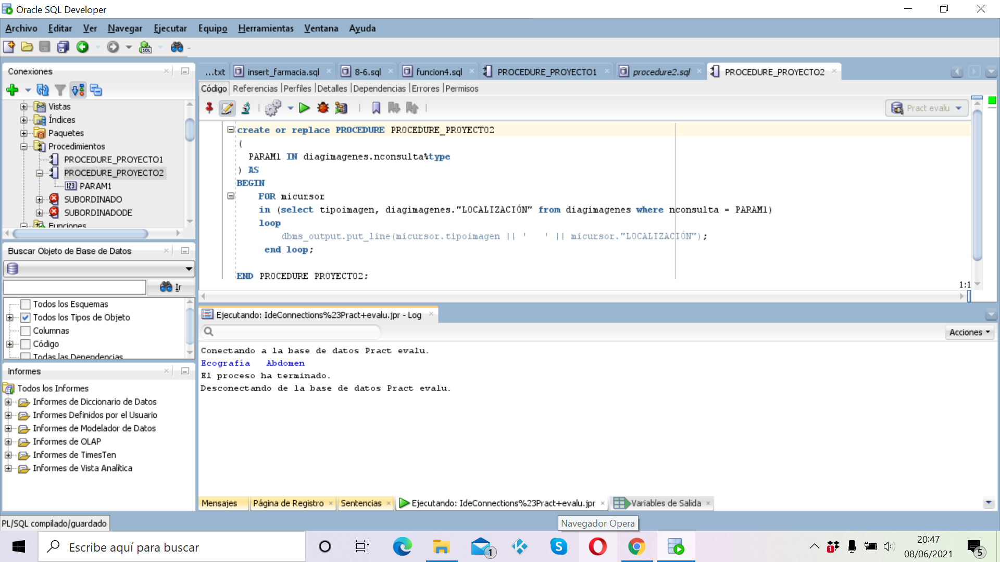 Oracle SQL Developer
Archivo Editar Ver Navegar Ejecutar Equipo Herramientas Ventana Ayuda
SQL
Conexiones
Vistas
Índices
Paquetes
Procedimientos
PROCEDURE_PROYECTO1
PROCEDURE_PROYECTO2
123 PARAM1
SUBORDINADO
SUBORDINADODE
Funciones
Buscar Objeto de Base de Datos
Ir
Todos los Esquemas
Todos los Tipos de Objeto
Columnas
Código
Todas las Dependencias
Informes
Todos los Informes
Informes de Diccionario de Datos
Informes Definidos por el Usuario
Informes de Modelador de Datos
Informes de OLAP
Informes de TimesTen
Informes de Vista Analítica
...txt insert_farmacia.sql 8-6.sql funcion4.sql PROCEDURE_PROYECTO1 procedure2.sql PROCEDURE_PROYECTO2
Código Referencias Perfiles Detalles Dependencias Errores Permisos
Pract evalu
create or replace PROCEDURE PROCEDURE_PROYECTO2
(
PARAM1 IN diagimagenes.nconsulta%type
) AS
BEGIN
FOR micursor
in (select tipoimagen, diagimagenes."LOCALIZACIÓN" from diagimagenes where nconsulta = PARAM1)
loop
dbms_output.put_line(micursor.tipoimagen || '   ' || micursor."LOCALIZACIÓN");
end loop;
END PROCEDURE_PROYECTO2;
1:1
Ejecutando: IdeConnections%23Pract+evalu.jpr - Log
Acciones
Conectando a la base de datos Pract evalu.
Ecografía Abdomen
El proceso ha terminado.
Desconectando de la base de datos Pract evalu.
Mensajes Página de Registro Sentencias Ejecutando: IdeConnections%23Pract+evalu.jpr Variables de Salida
PL/SQL compilado/guardado
Navegador Opera
Escribe aquí para buscar
1
1
20:47
08/06/2021
5